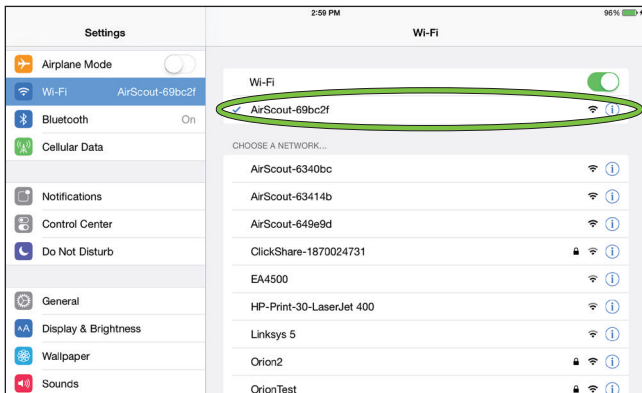 2:59 PM 96%
Settings
Wi-Fi
Airplane Mode
Wi-Fi AirScout-69bc2f
Bluetooth On
Cellular Data
Notifications
Control Center
Do Not Disturb
General
AA Display & Brightness
Wallpaper
Sounds
Wi-Fi
AirScout-69bc2f
CHOOSE A NETWORK...
AirScout-6340bc
AirScout-63414b
AirScout-649e9d
ClickShare-1870024731
EA4500
HP-Print-30-LaserJet 400
Linksys 5
Orion2
OrionTest